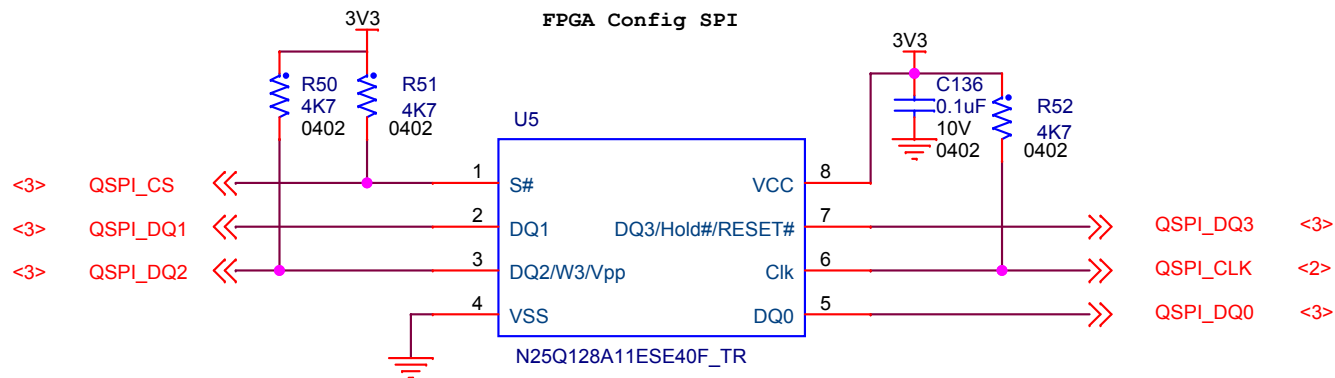 FPGA Config SPI
3V3
3V3
R50
4K7
0402
R51
4K7
0402
C136
0.1uF
10V
0402
R52
4K7
0402
U5
<3> QSPI_CS
1
S#
VCC
8
<3> QSPI_DQ1
2
DQ1
DQ3/Hold#/RESET#
7
QSPI_DQ3 <3>
<3> QSPI_DQ2
3
DQ2/W3/Vpp
Clk
6
QSPI_CLK <2>
4
VSS
DQ0
5
QSPI_DQ0 <3>
N25Q128A11ESE40F_TR